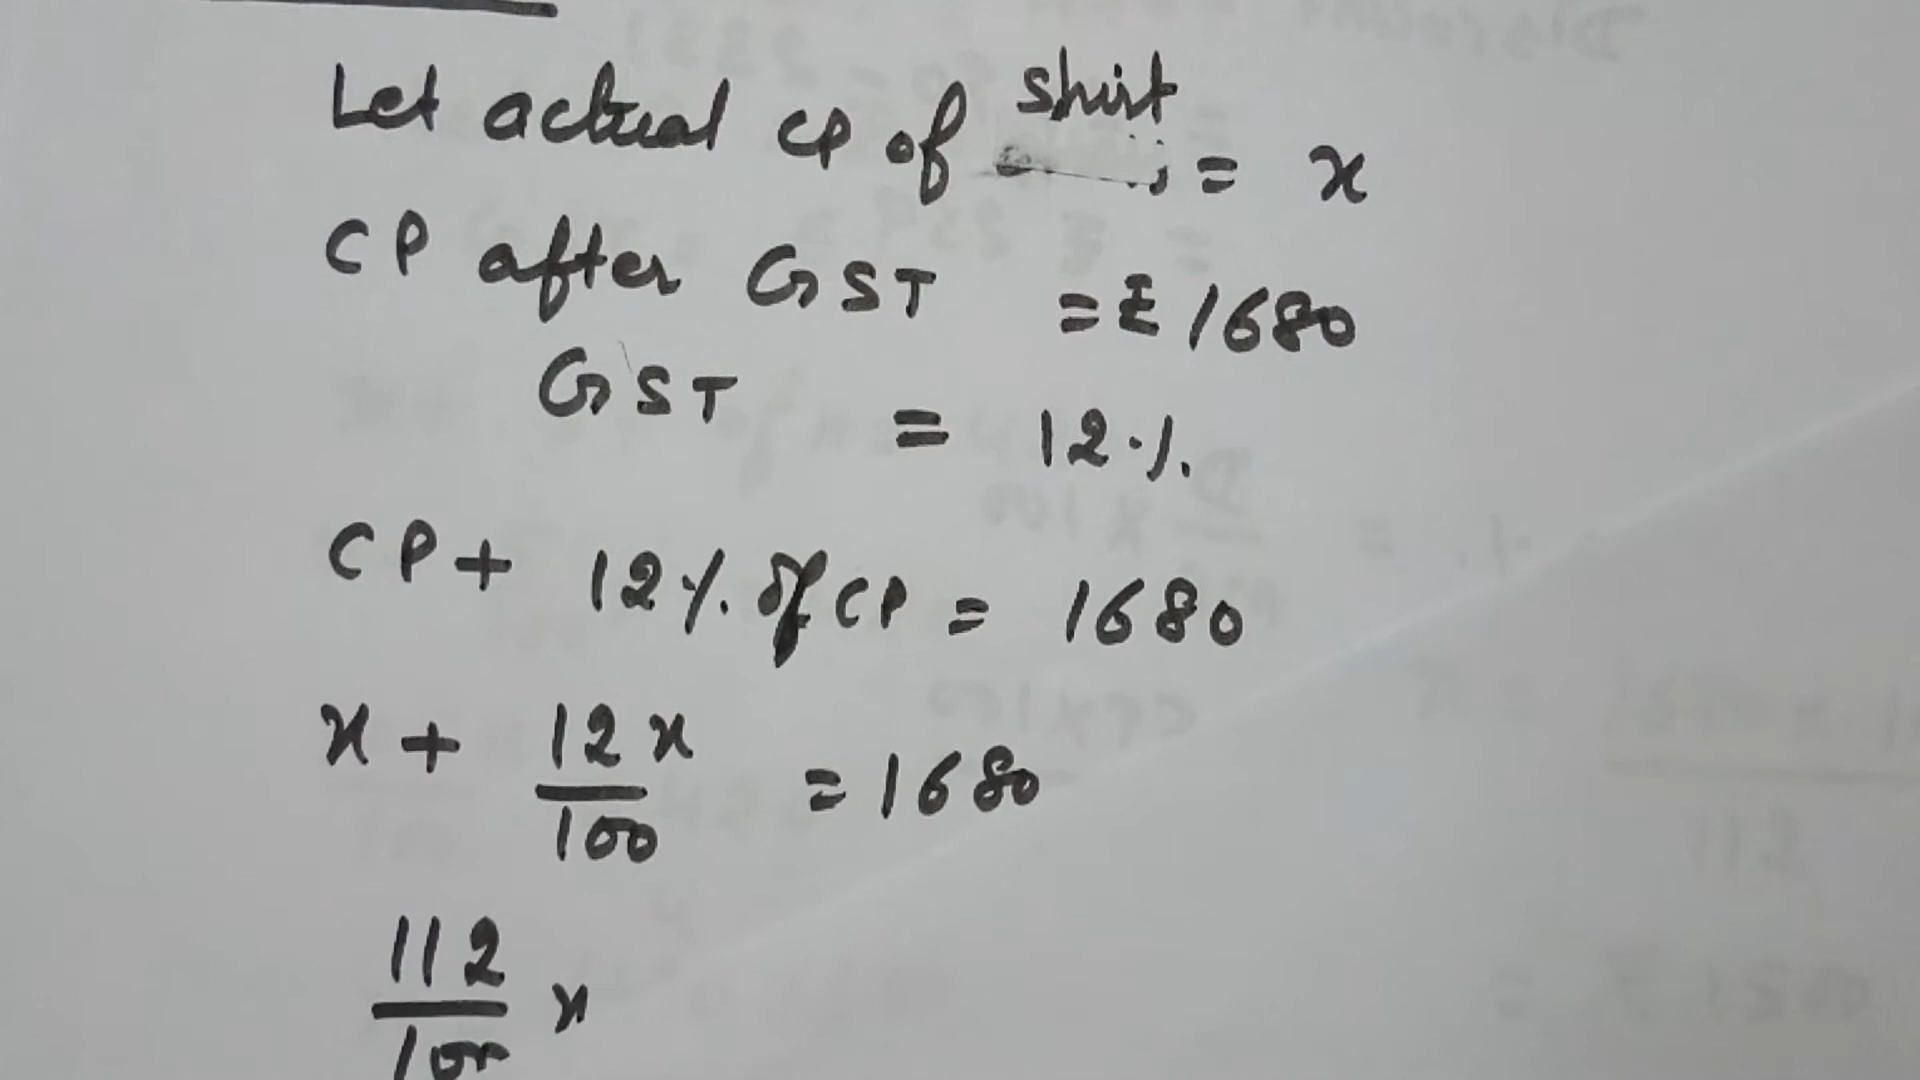 Let actual CP of shirt = x
CP after GST = ₹ 1680
GST = 12%
CP + 12% of CP = 1680
x + 12x/100 = 1680
112/100 x